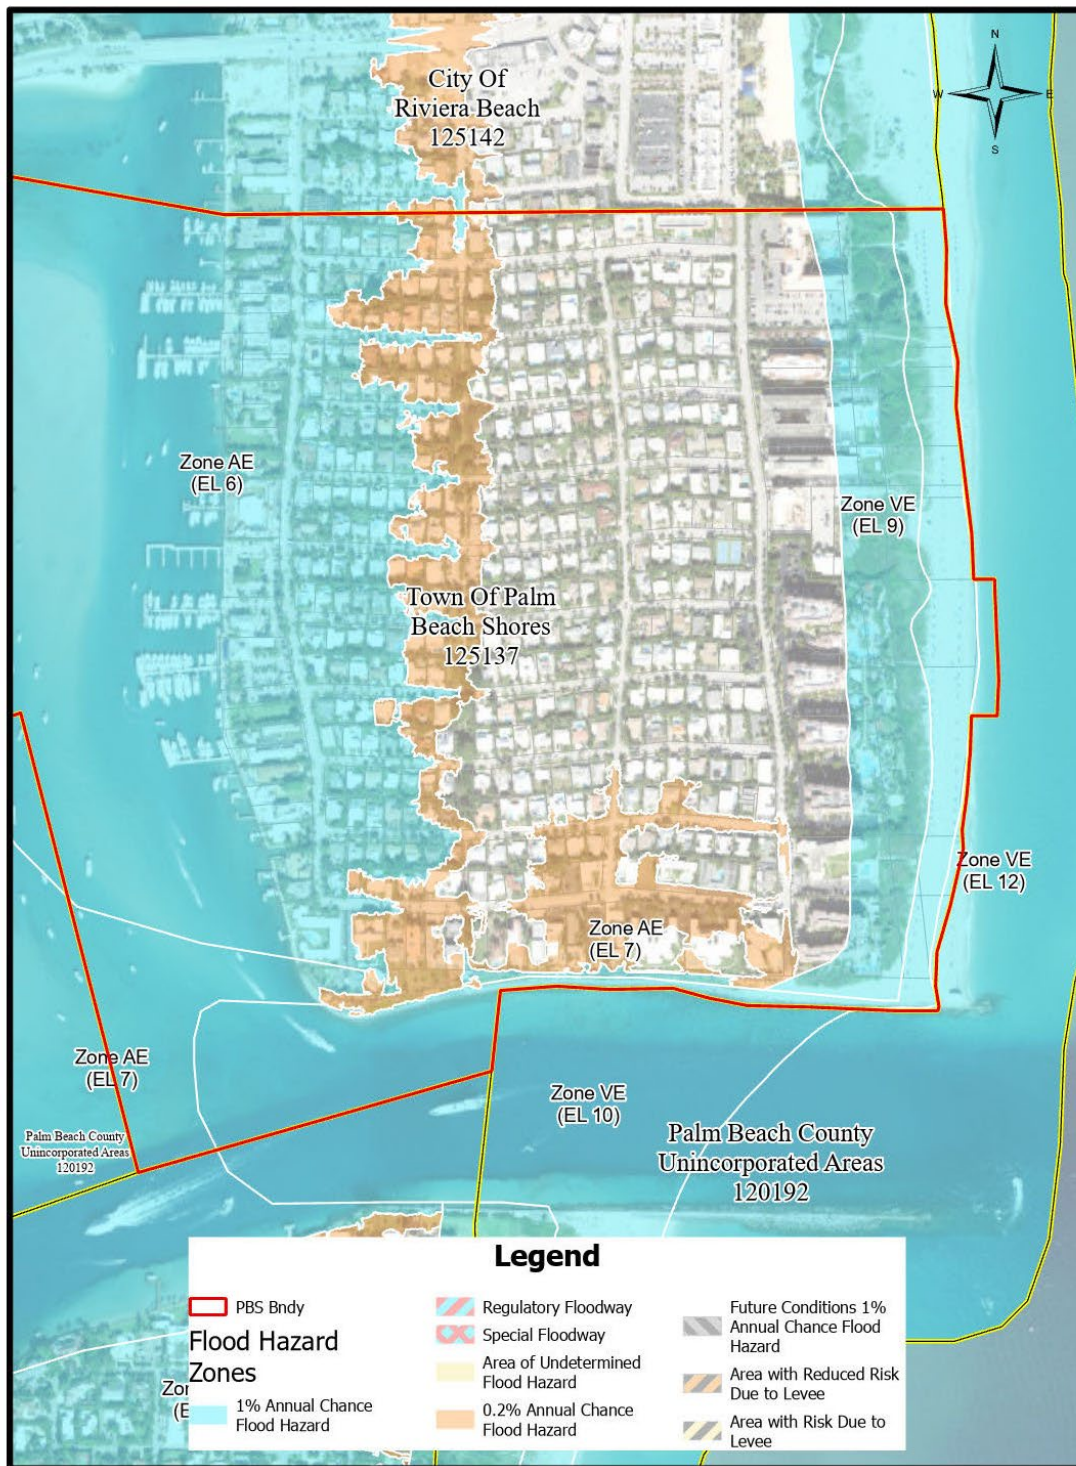 N
W E
S
City Of
Riviera Beach
125142
Zone AE
(EL 6)
Zone VE
(EL 9)
Town Of Palm
Beach Shores
125137
Zone VE
(EL 12)
Zone AE
(EL 7)
Zone AE
(EL 7)
Zone VE
(EL 10)
Palm Beach County
Unincorporated Areas
120192
Palm Beach County
Unincorporated Areas
120192
Legend
PBS Bndy
Flood Hazard
Zones
1% Annual Chance
Flood Hazard
Regulatory Floodway
Special Floodway
Area of Undetermined
Flood Hazard
0.2% Annual Chance
Flood Hazard
Future Conditions 1%
Annual Chance Flood
Hazard
Area with Reduced Risk
Due to Levee
Area with Risk Due to
Levee